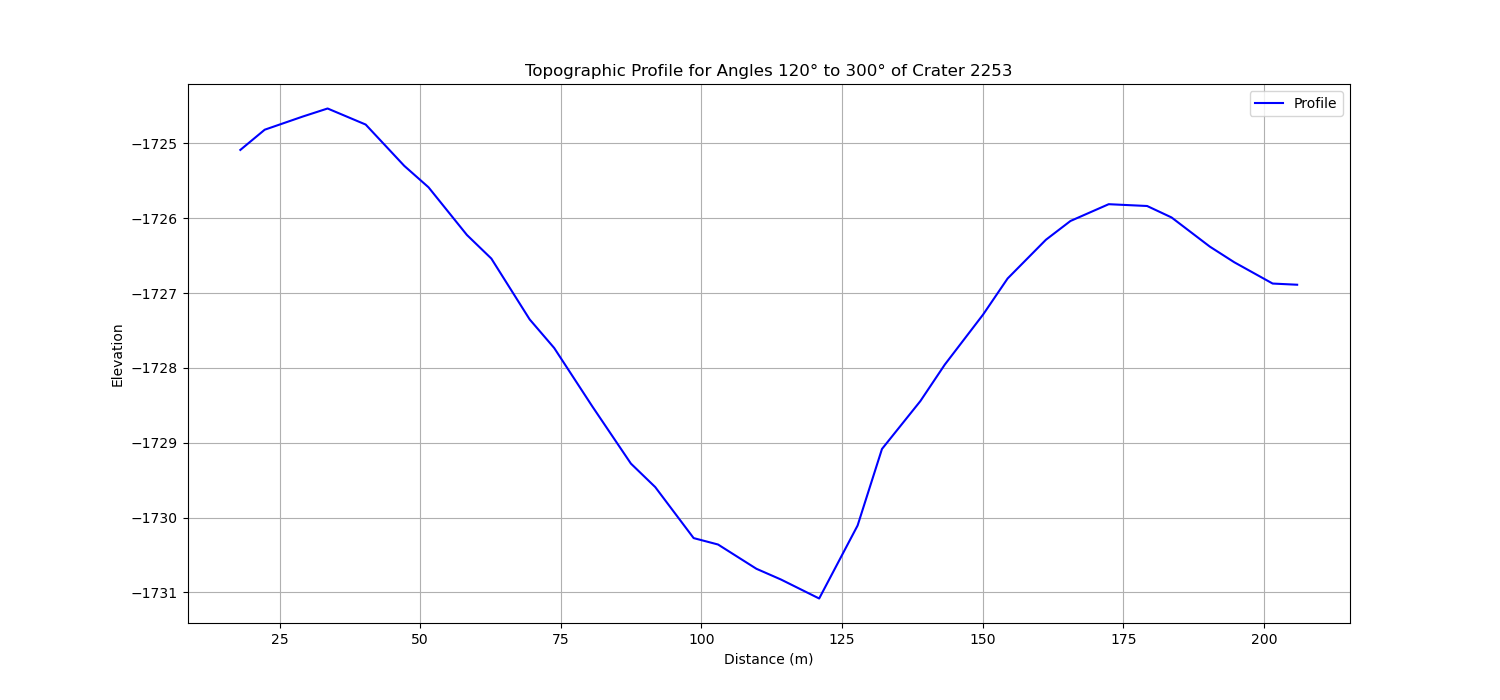 Topographic Profile for Angles 120° to 300° of Crater 2253
Profile
−1725
−1726
−1727
−1728
−1729
−1730
−1731
Elevation
25 50 75 100 125 150 175 200
Distance (m)